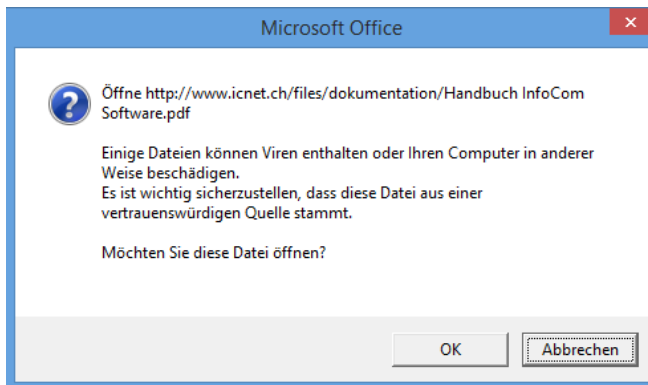 Microsoft Office
Öffne http://www.icnet.ch/files/dokumentation/Handbuch InfoCom
Software.pdf
Einige Dateien können Viren enthalten oder Ihren Computer in anderer
Weise beschädigen.
Es ist wichtig sicherzustellen, dass diese Datei aus einer
vertrauenswürdigen Quelle stammt.
Möchten Sie diese Datei öffnen?
OK
Abbrechen